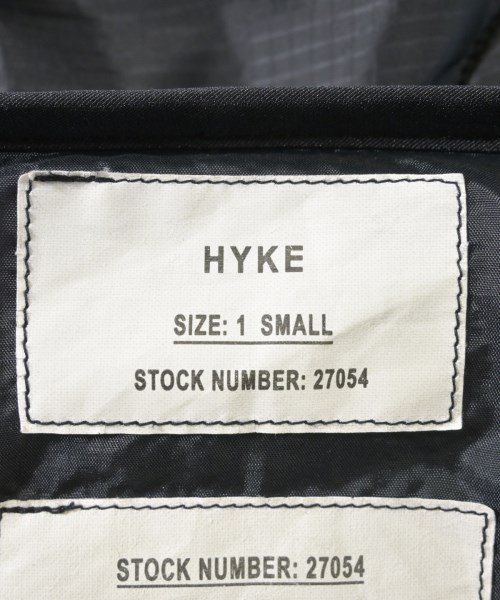 HYKE
SIZE: 1 SMALL
STOCK NUMBER: 27054
STOCK NUMBER: 27054